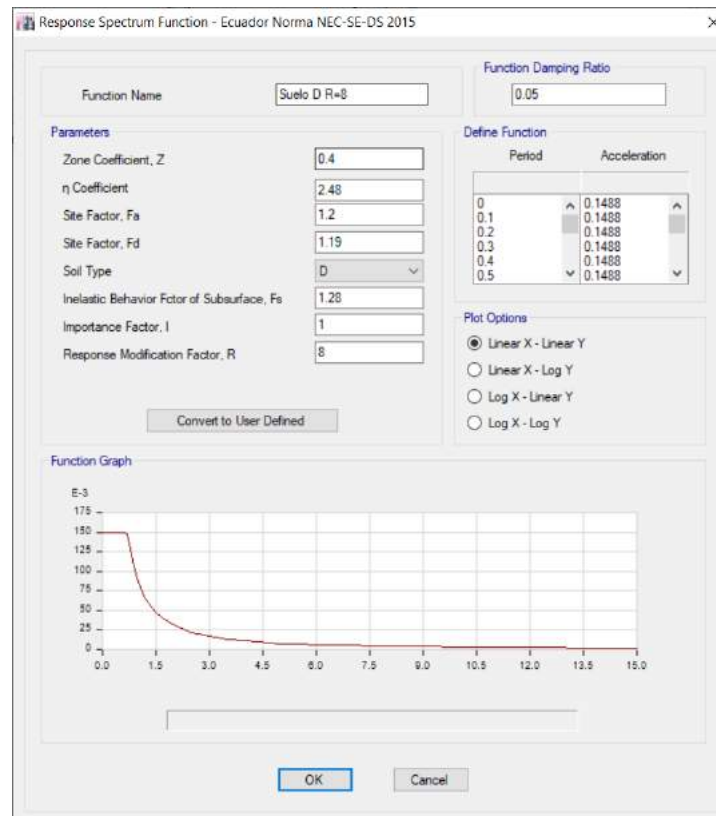 Response Spectrum Function - Ecuador Norma NEC-SE-DS 2015
Function Name
Suelo D R=8
Function Damping Ratio
0.05
Parameters
Zone Coefficient, Z
0.4
η Coefficient
2.48
Site Factor, Fa
1.2
Site Factor, Fd
1.19
Soil Type
D
Inelastic Behavior Fctor of Subsurface, Fs
1.28
Importance Factor, I
1
Response Modification Factor, R
8
Convert to User Defined
Define Function
Period Acceleration
0 0.1488
0.1 0.1488
0.2 0.1488
0.3 0.1488
0.4 0.1488
0.5 0.1488
Plot Options
Linear X - Linear Y
Linear X - Log Y
Log X - Linear Y
Log X - Log Y
Function Graph
E-3
175
150
125
100
75
50
25
0
0.0 1.5 3.0 4.5 6.0 7.5 9.0 10.5 12.0 13.5 15.0
OK Cancel